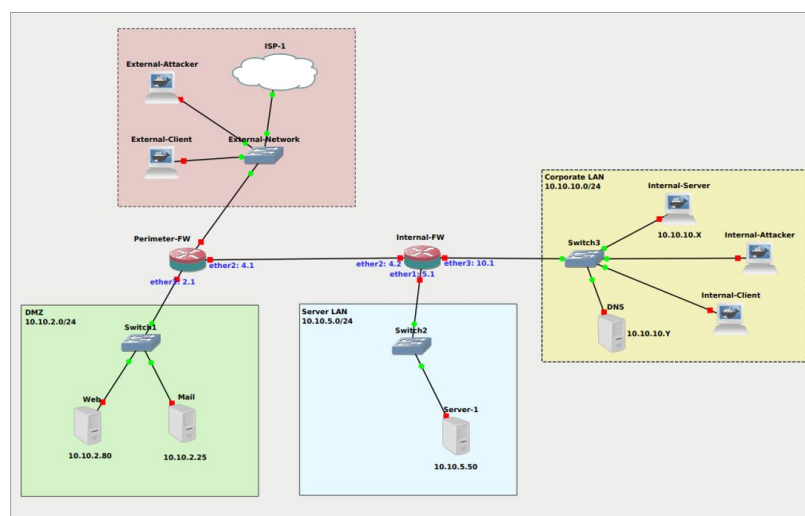 ISP-1
External-Attacker
External-Client
External-Network
Perimeter-FW
ether2: 4.1
ether3: 2.1
Internal-FW
ether2: 4.2
ether3: 10.1
ether1: 5.1
Corporate LAN
10.10.10.0/24
Internal-Server
10.10.10.X
Switch3
Internal-Attacker
Internal-Client
DNS
10.10.10.Y
DMZ
10.10.2.0/24
Switch1
Web
Mail
10.10.2.80
10.10.2.25
Server LAN
10.10.5.0/24
Switch2
Server-1
10.10.5.50